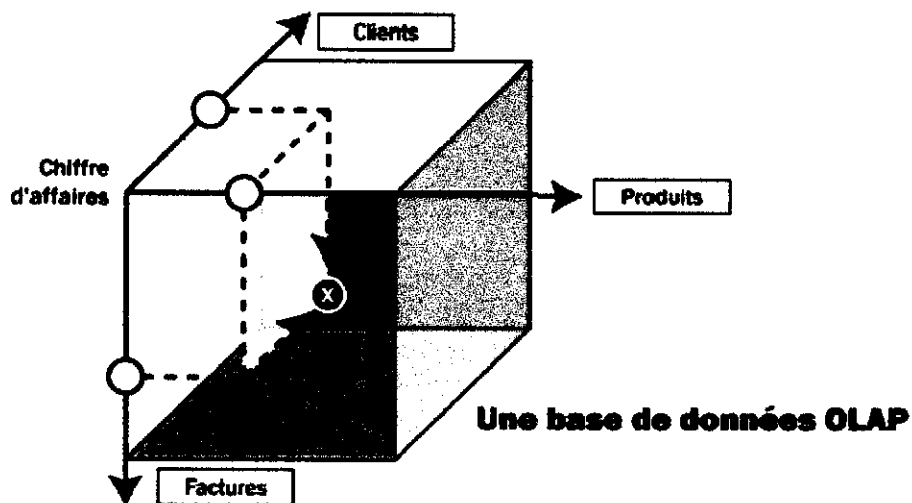 Clients
Chiffre
d'affaires
Produits
X
Une base de données OLAP
Factures